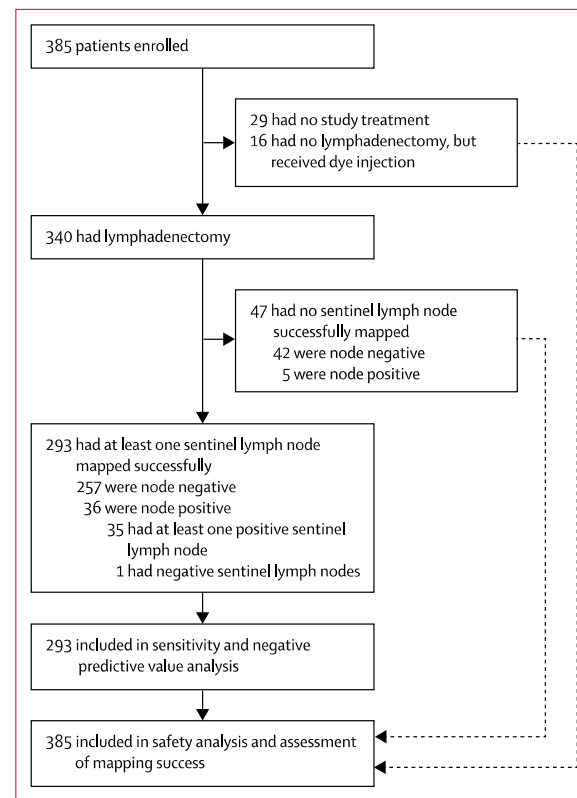 385 patients enrolled
29 had no study treatment
16 had no lymphadenectomy, but
received dye injection
340 had lymphadenectomy
47 had no sentinel lymph node
successfully mapped
42 were node negative
5 were node positive
293 had at least one sentinel lymph node
mapped successfully
257 were node negative
36 were node positive
35 had at least one positive sentinel
lymph node
1 had negative sentinel lymph nodes
293 included in sensitivity and negative
predictive value analysis
385 included in safety analysis and assessment
of mapping success